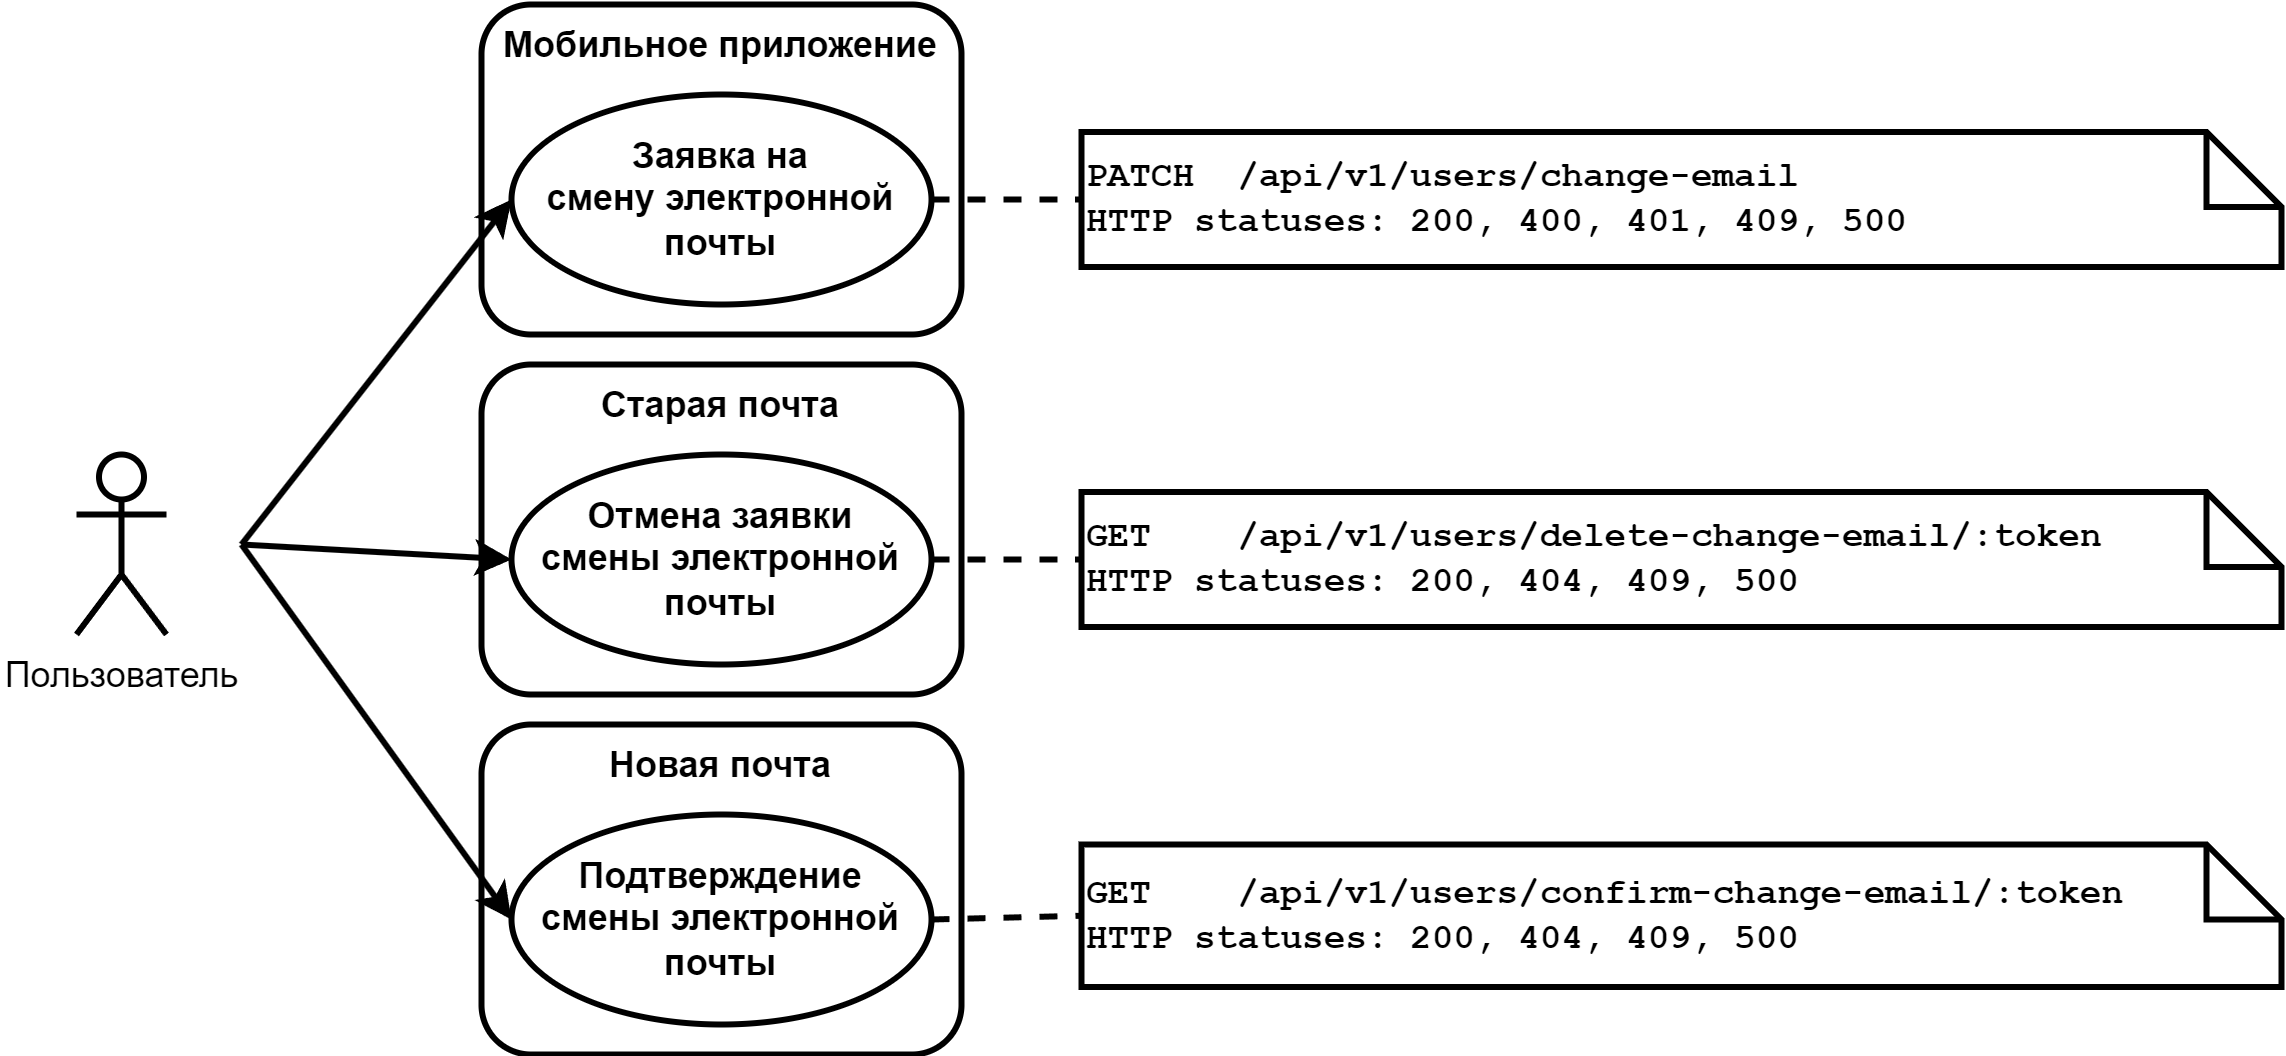 Мобильное приложение
Заявка на
смену электронной
почты
PATCH  /api/v1/users/change-email
HTTP statuses: 200, 400, 401, 409, 500
Старая почта
Отмена заявки
смены электронной
почты
GET    /api/v1/users/delete-change-email/:token
HTTP statuses: 200, 404, 409, 500
Пользователь
Новая почта
Подтверждение
смены электронной
почты
GET    /api/v1/users/confirm-change-email/:token
HTTP statuses: 200, 404, 409, 500